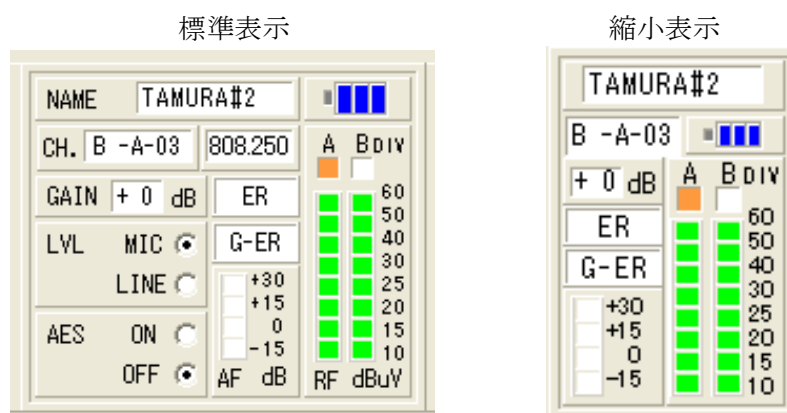 標準表示
NAME TAMURA#2
CH. B -A-03 808.250 A B DIV
GAIN + 0 dB ER 60
50
LVL MIC G-ER 40
30
LINE +30 25
+15 20
AES ON 0 15
-15 10
OFF AF dB RF dBuV
縮小表示
TAMURA#2
B -A-03
+ 0 dB A B DIV
ER 60
50
G-ER 40
30
+30 25
+15 20
0 15
-15 10